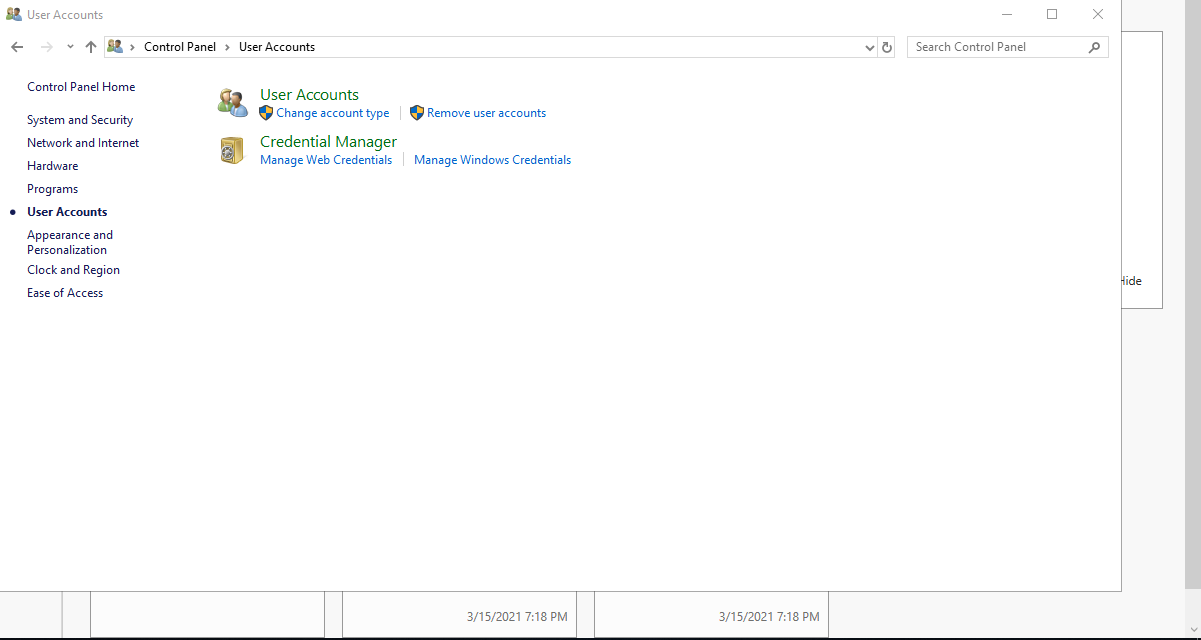 User Accounts
Control Panel User Accounts
Search Control Panel
Control Panel Home
System and Security
Network and Internet
Hardware
Programs
User Accounts
Appearance and
Personalization
Clock and Region
Ease of Access
User Accounts
Change account type Remove user accounts
Credential Manager
Manage Web Credentials Manage Windows Credentials
Hide
3/15/2021 7:18 PM 3/15/2021 7:18 PM